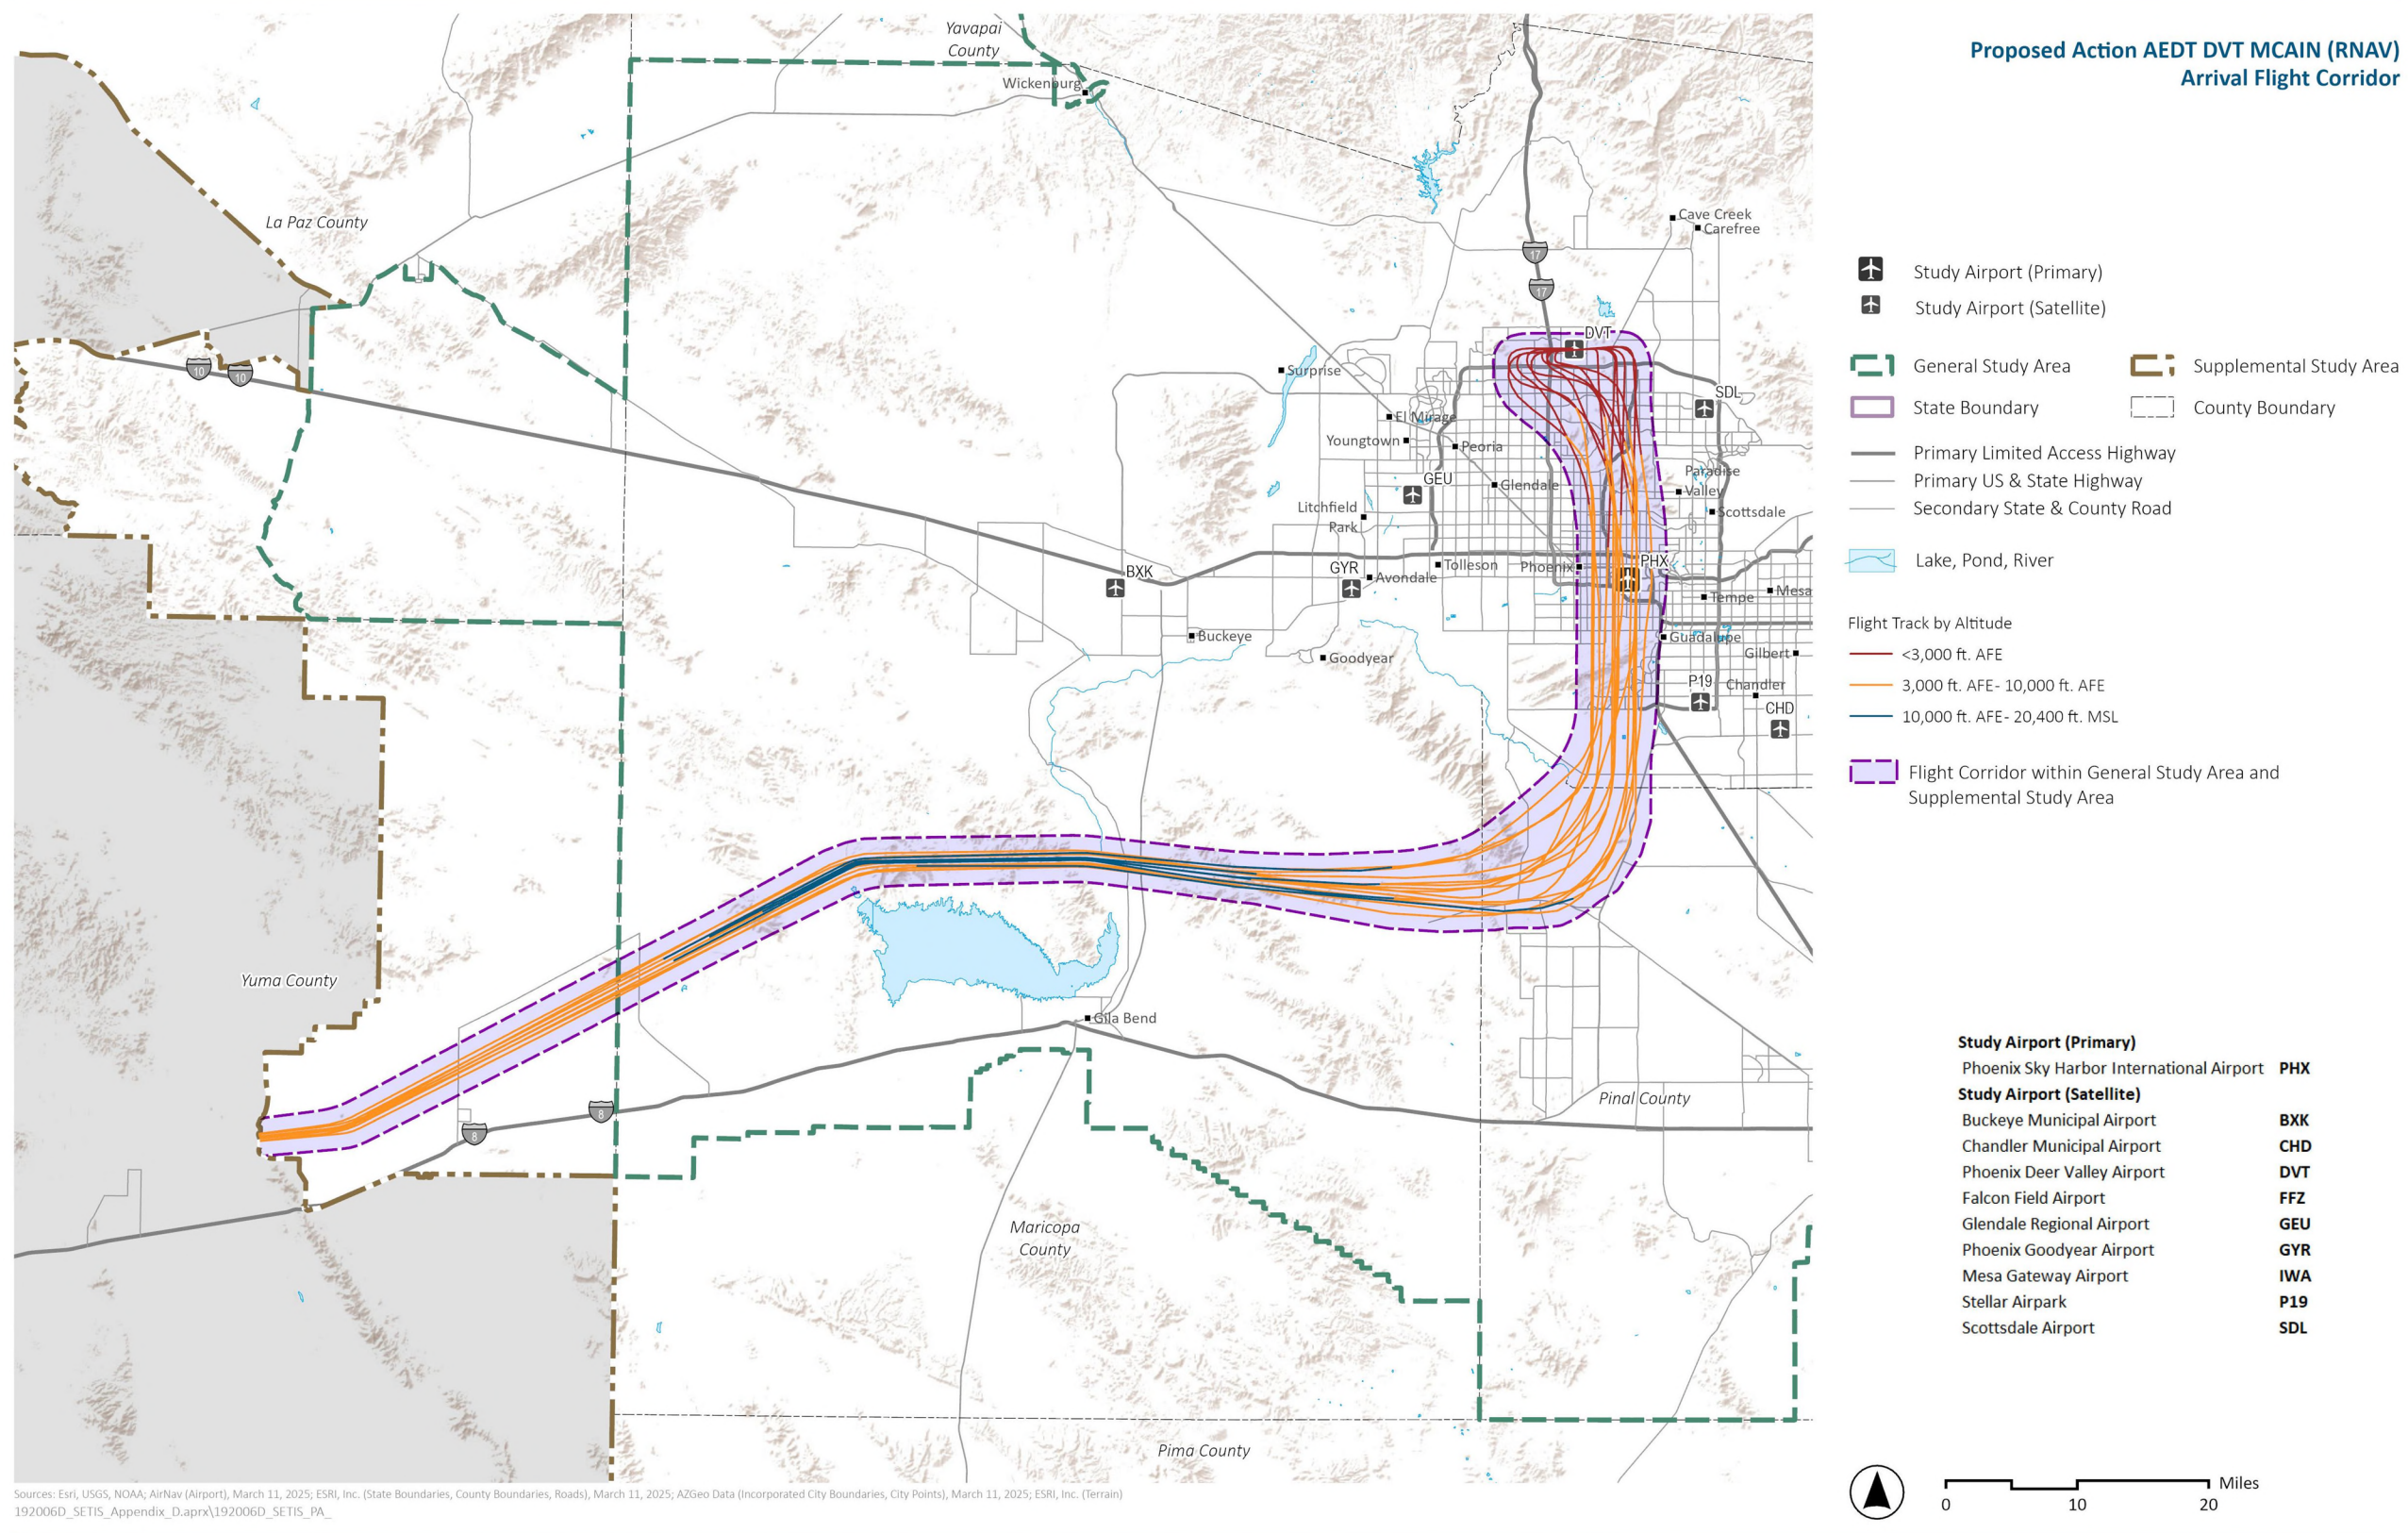 Proposed Action AEDT DVT MCAIN (RNAV)
Arrival Flight Corridor
Yavapai
County
Wickenburg
La Paz County
Cave Creek
Carefree
17
17
DVT
10
10
Surprise
SDL
El Mirage
Youngtown
Peoria
Paradise
Valley
GEU
Glendale
Litchfield
Park
Scottsdale
BXK
GYR
Avondale
Tolleson
Phoenix
PHX
Tempe
Mesa
Buckeye
Goodyear
Guadalupe
Gilbert
P19
Chandler
CHD
Yuma County
Gila Bend
8
8
Pinal County
Maricopa
County
Pima County
Study Airport (Primary)
Study Airport (Satellite)
General Study Area
Supplemental Study Area
State Boundary
County Boundary
Primary Limited Access Highway
Primary US & State Highway
Secondary State & County Road
Lake, Pond, River
Flight Track by Altitude
<3,000 ft. AFE
3,000 ft. AFE- 10,000 ft. AFE
10,000 ft. AFE- 20,400 ft. MSL
Flight Corridor within General Study Area and
Supplemental Study Area
Study Airport (Primary)
Phoenix Sky Harbor International Airport PHX
Study Airport (Satellite)
Buckeye Municipal Airport BXK
Chandler Municipal Airport CHD
Phoenix Deer Valley Airport DVT
Falcon Field Airport FFZ
Glendale Regional Airport GEU
Phoenix Goodyear Airport GYR
Mesa Gateway Airport IWA
Stellar Airpark P19
Scottsdale Airport SDL
Miles
0 10 20
Sources: Esri, USGS, NOAA; AirNav (Airport), March 11, 2025; ESRI, Inc. (State Boundaries, County Boundaries, Roads), March 11, 2025; AZGeo Data (Incorporated City Boundaries, City Points), March 11, 2025; ESRI, Inc. (Terrain)
192006D_SETIS_Appendix_D.aprx\192006D_SETIS_PA_